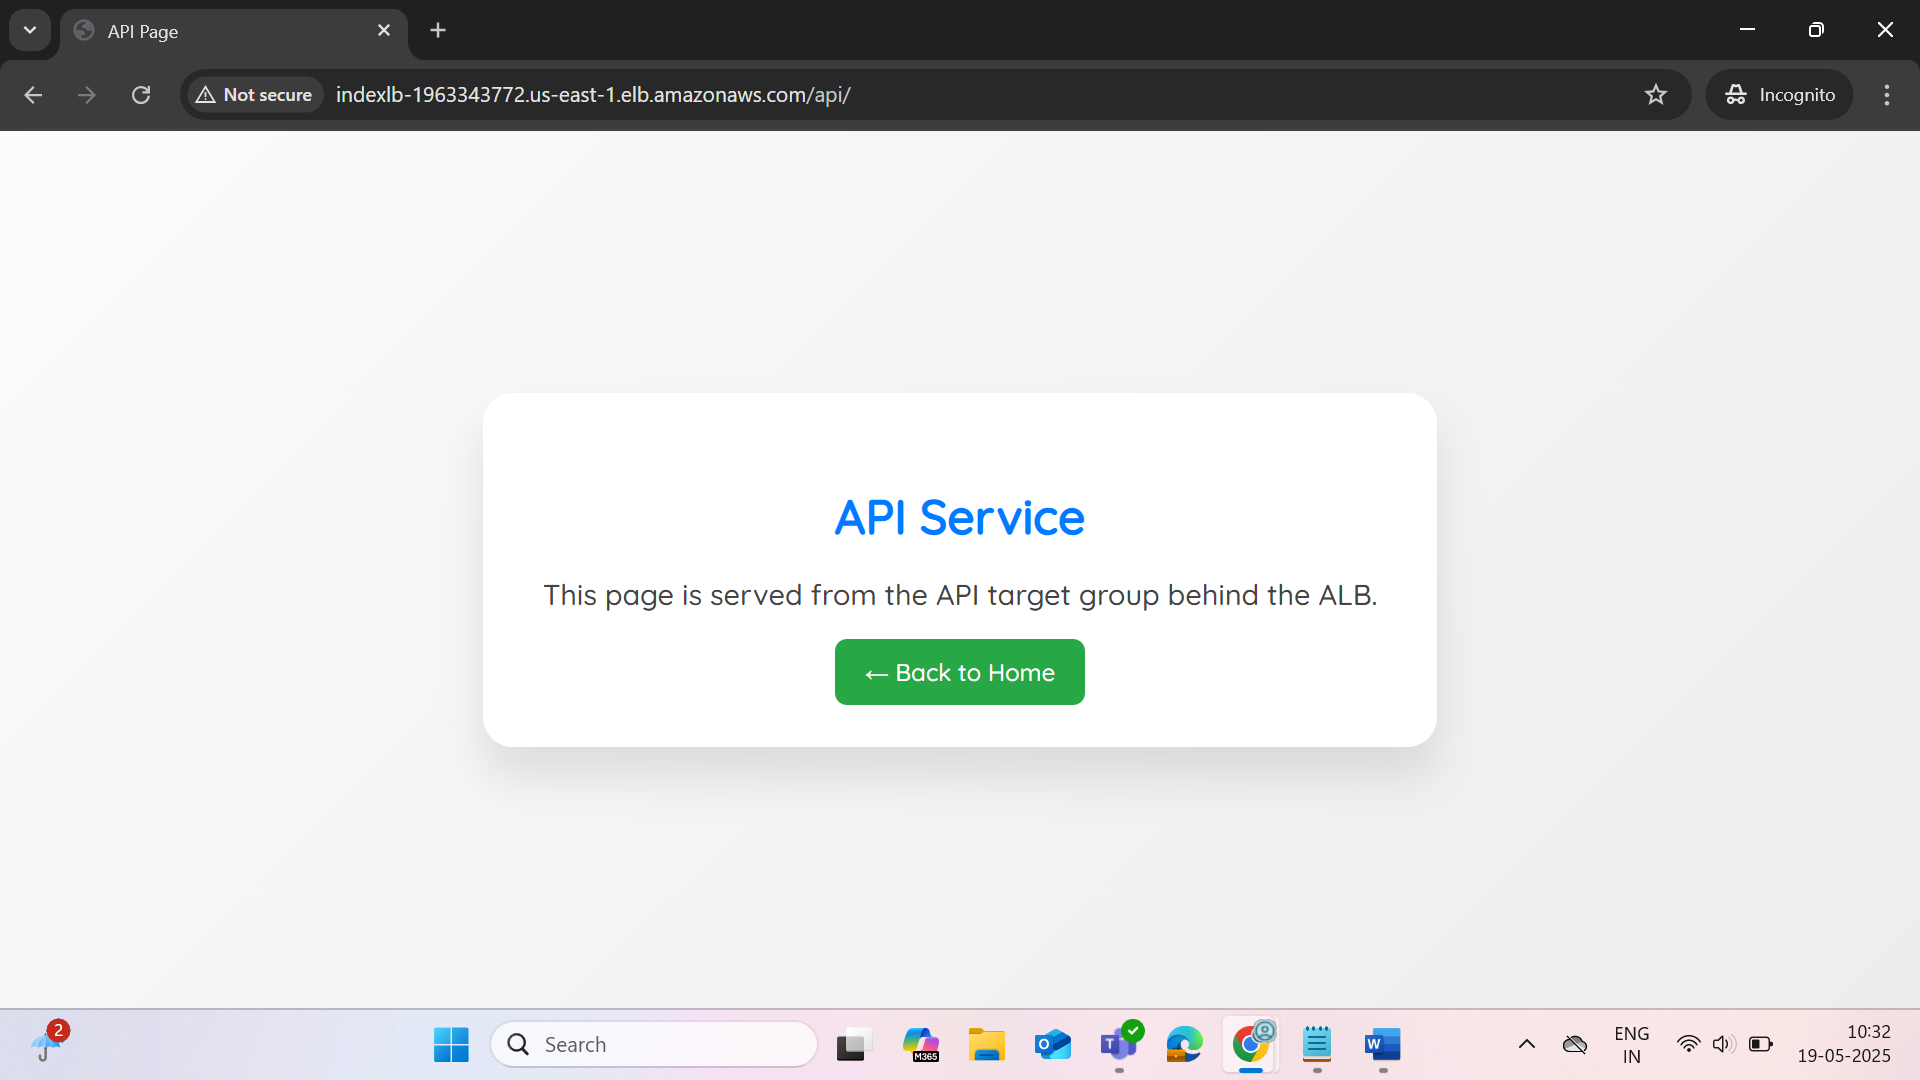 API Page
Not secure
indexlb-1963343772.us-east-1.elb.amazonaws.com/api/
Incognito
API Service
This page is served from the API target group behind the ALB.
← Back to Home
2
Search
M365
O
T
W
ENG
IN
10:32
19-05-2025